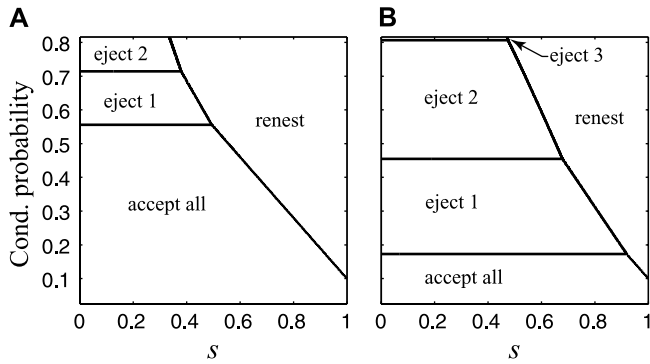 A
B
Cond. probability
0.8
0.7
0.6
0.5
0.4
0.3
0.2
0.1
eject 2
eject 1
accept all
renest
0
0.2
0.4
0.6
0.8
1
s
eject 3
eject 2
eject 1
accept all
renest
0
0.2
0.4
0.6
0.8
1
s